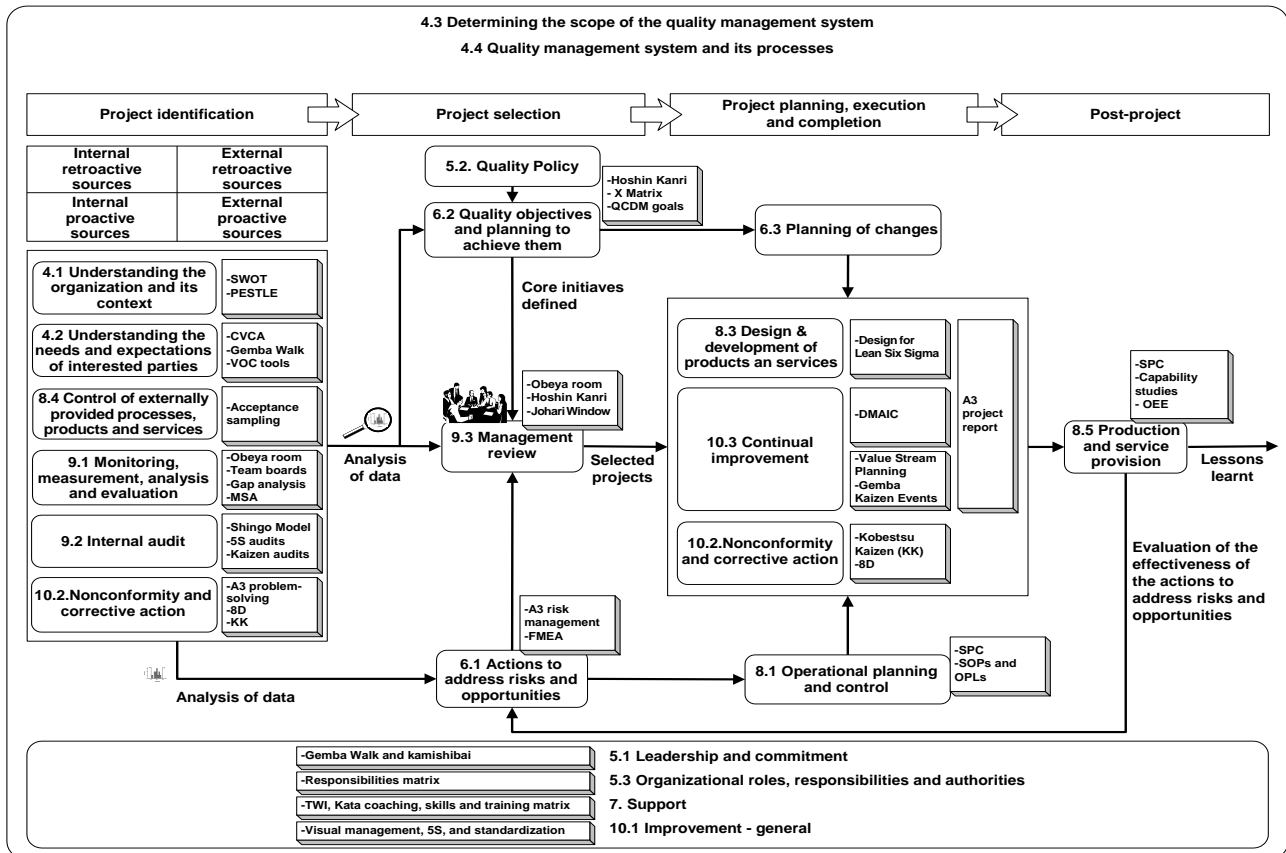 4.3 Determining the scope of the quality management system
4.4 Quality management system and its processes
Project identification
Project selection
Project planning, execution
and completion
Post-project
Internal
retroactive
sources
External
retroactive
sources
Internal
proactive
sources
External
proactive
sources
4.1 Understanding the
organization and its
context
-SWOT
-PESTLE
4.2 Understanding the
needs and expectations
of interested parties
-CVCA
-Gemba Walk
-VOC tools
8.4 Control of externally
provided processes,
products and services
-Acceptance
sampling
9.1 Monitoring,
measurement, analysis
and evaluation
-Obeya room
-Team boards
-Gap analysis
-MSA
9.2 Internal audit
-Shingo Model
-5S audits
-Kaizen audits
10.2.Nonconformity and
corrective action
-A3 problem-
solving
-8D
-KK
Analysis
of data
Analysis of data
5.2. Quality Policy
6.2 Quality objectives
and planning to
achieve them
-Hoshin Kanri
- X Matrix
-QCDM goals
Core initiaves
defined
-Obeya room
-Hoshin Kanri
-Johari Window
9.3 Management
review
Selected
projects
-A3 risk
management
-FMEA
6.1 Actions to
address risks and
opportunities
6.3 Planning of changes
8.3 Design &
development of
products an services
-Design for
Lean Six Sigma
10.3 Continual
improvement
-DMAIC
-Value Stream
Planning
-Gemba
Kaizen Events
10.2.Nonconformity
and corrective action
-Kobestsu
Kaizen (KK)
-8D
A3
project
report
8.1 Operational planning
and control
-SPC
-SOPs and
OPLs
-SPC
-Capability
studies
- OEE
8.5 Production
and service
provision
Lessons
learnt
Evaluation of the
effectiveness of
the actions to
address risks and
opportunities
-Gemba Walk and kamishibai
5.1 Leadership and commitment
-Responsibilities matrix
5.3 Organizational roles, responsibilities and authorities
-TWI, Kata coaching, skills and training matrix
7. Support
-Visual management, 5S, and standardization
10.1 Improvement - general